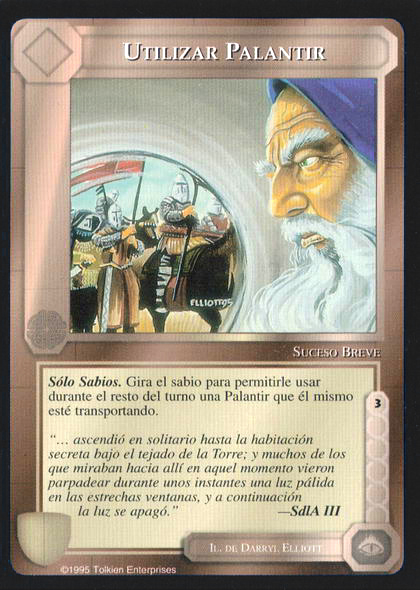 UTILIZAR PALANTIR
ELLIOTT95
SUCESO BREVE
Sólo Sabios. Gira el sabio para permitirle usar
durante el resto del turno una Palantir que él mismo
esté transportando.
3
“... ascendió en solitario hasta la habitación
secreta bajo el tejado de la Torre; y muchos de los
que miraban hacia allí en aquel momento vieron
parpadear durante unos instantes una luz pálida
en las estrechas ventanas, y a continuación
la luz se apagó.” —SdlA III
IL. DE DARRYL ELLIOTT
©1995 Tolkien Enterprises